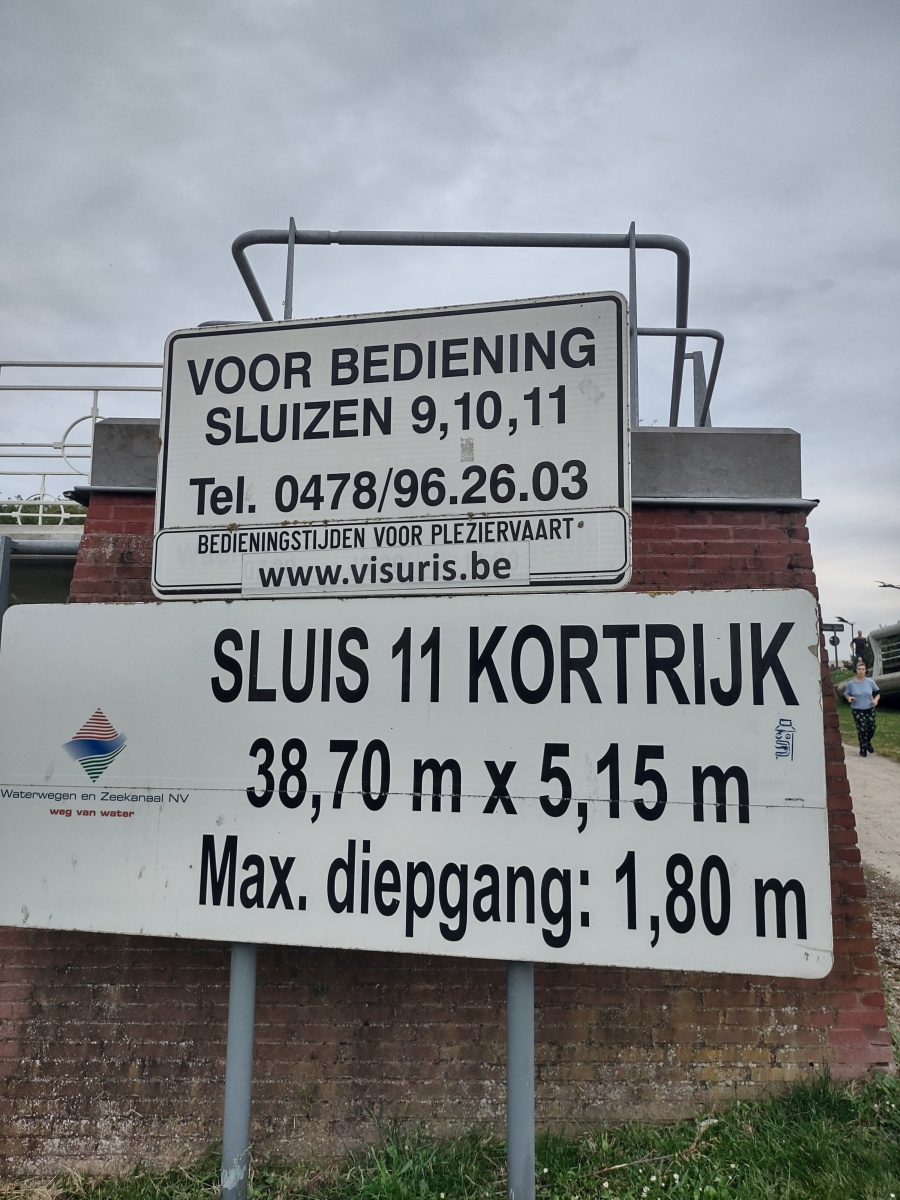 VOOR BEDIENING
SLUIZEN 9,10,11
Tel. 0478/96.26.03
BEDIENINGSTIJDEN VOOR PLEZIERVAART
www.visuris.be
SLUIS 11 KORTRIJK
38,70 m x 5,15 m
Max. diepgang: 1,80 m
Waterwegen en Zeekanaal NV
weg van water